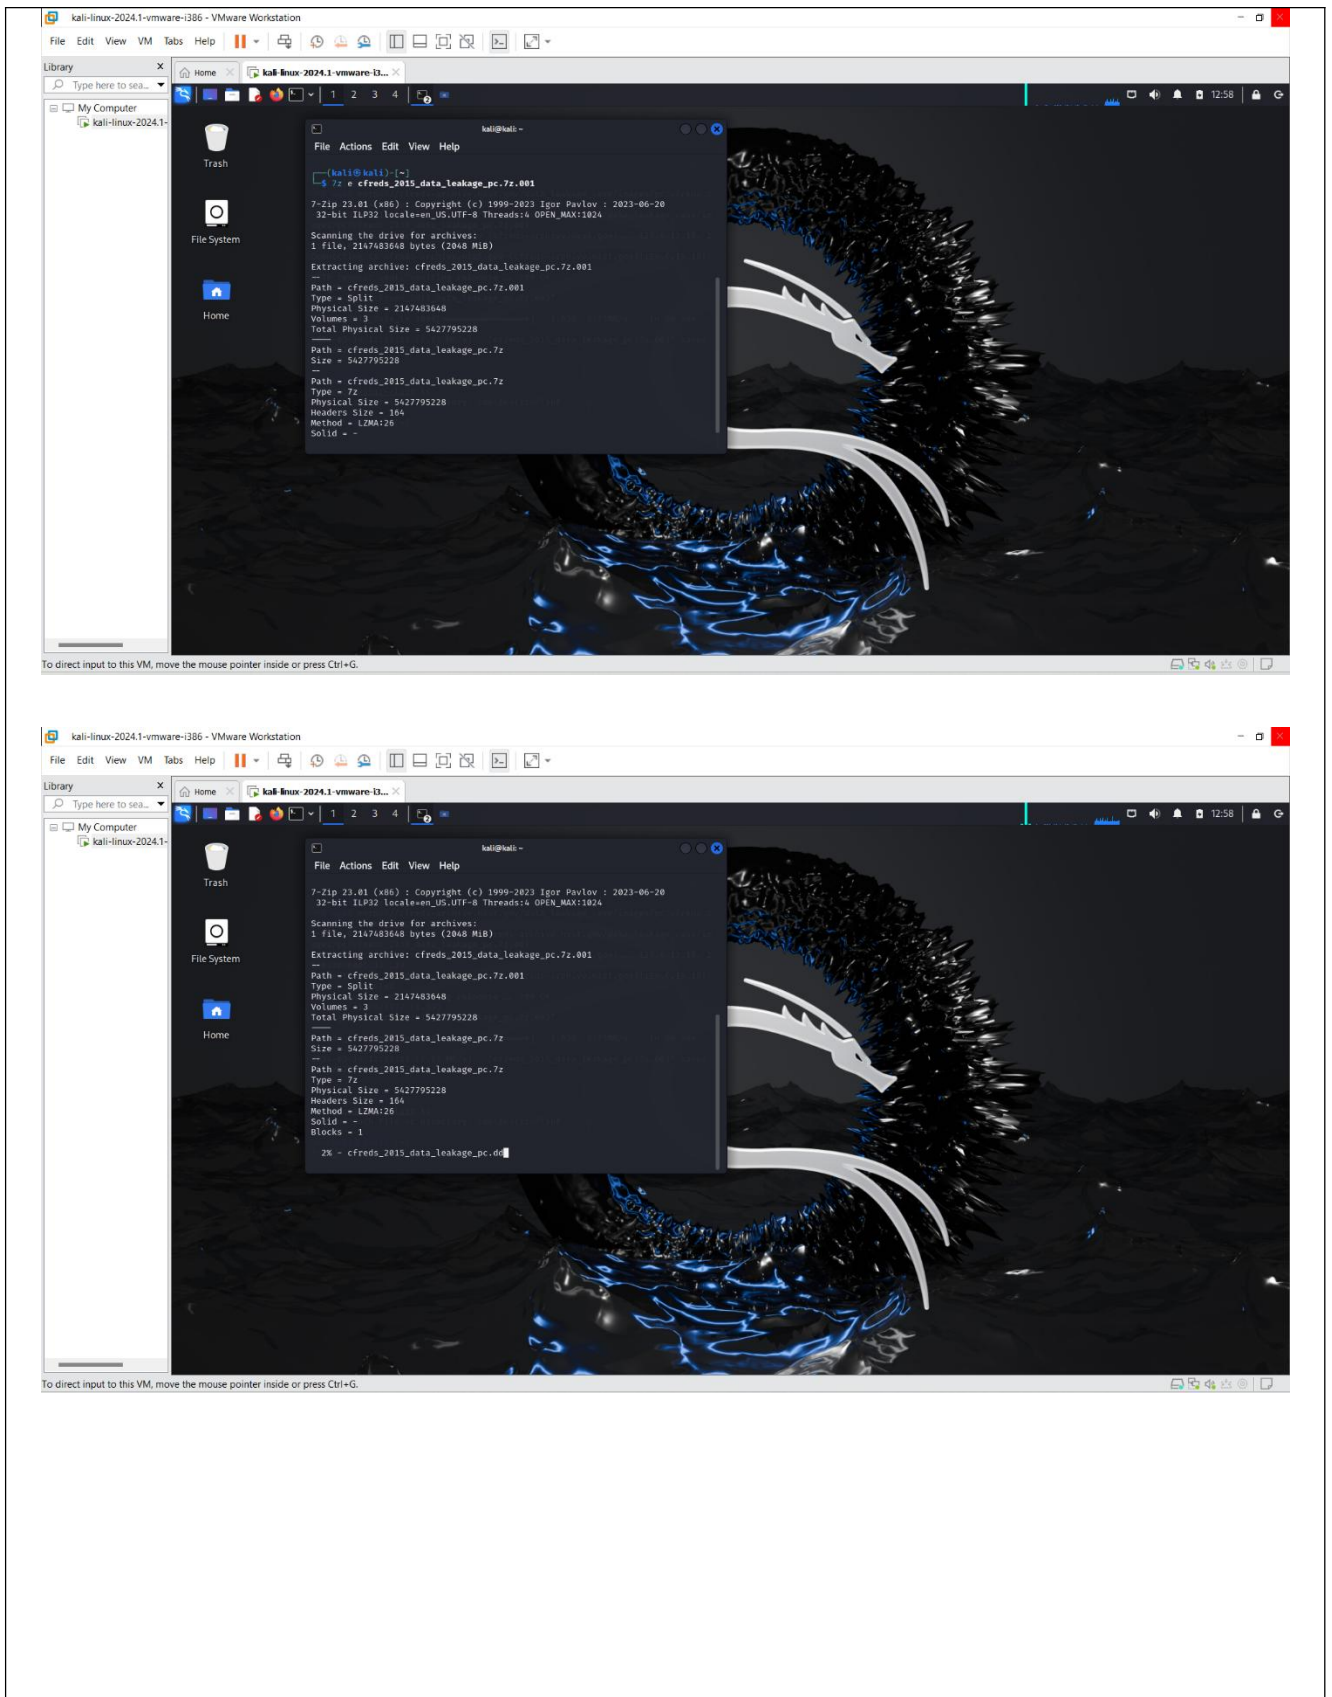 kali-linux-2024.1-vmware-i386 - VMware Workstation
File Edit View VM Tabs Help
Library
Home kali-linux-2024.1-vmware-i3...
Type here to sea...
1 2 3 4 12:58
My Computer
kali-linux-2024.1-
kali@kali: ~
File Actions Edit View Help
Trash
(kali㉿kali)-[~]
$ 7z e cfreds_2015_data_leakage_pc.7z.001
7-Zip 23.01 (x86) : Copyright (c) 1999-2023 Igor Pavlov : 2023-06-20
32-bit ILP32 locale=en_US.UTF-8 Threads:4 OPEN_MAX:1024
File System
Scanning the drive for archives:
1 file, 2147483648 bytes (2048 MiB)
Extracting archive: cfreds_2015_data_leakage_pc.7z.001
--
Path = cfreds_2015_data_leakage_pc.7z.001
Type = Split
Physical Size = 2147483648
Volumes = 3
Total Physical Size = 5427795228
Home
----
Path = cfreds_2015_data_leakage_pc.7z
Size = 5427795228
--
Path = cfreds_2015_data_leakage_pc.7z
Type = 7z
Physical Size = 5427795228
Headers Size = 164
Method = LZMA:26
Solid = -
To direct input to this VM, move the mouse pointer inside or press Ctrl+G.
kali-linux-2024.1-vmware-i386 - VMware Workstation
File Edit View VM Tabs Help
Library
Home kali-linux-2024.1-vmware-i3...
Type here to sea...
1 2 3 4 12:58
My Computer
kali-linux-2024.1-
kali@kali: ~
File Actions Edit View Help
Trash
7-Zip 23.01 (x86) : Copyright (c) 1999-2023 Igor Pavlov : 2023-06-20
32-bit ILP32 locale=en_US.UTF-8 Threads:4 OPEN_MAX:1024
Scanning the drive for archives:
1 file, 2147483648 bytes (2048 MiB)
File System
Extracting archive: cfreds_2015_data_leakage_pc.7z.001
--
Path = cfreds_2015_data_leakage_pc.7z.001
Type = Split
Physical Size = 2147483648
Volumes = 3
Total Physical Size = 5427795228
Home
----
Path = cfreds_2015_data_leakage_pc.7z
Size = 5427795228
--
Path = cfreds_2015_data_leakage_pc.7z
Type = 7z
Physical Size = 5427795228
Headers Size = 164
Method = LZMA:26
Solid = -
Blocks = 1
2% - cfreds_2015_data_leakage_pc.dd
To direct input to this VM, move the mouse pointer inside or press Ctrl+G.